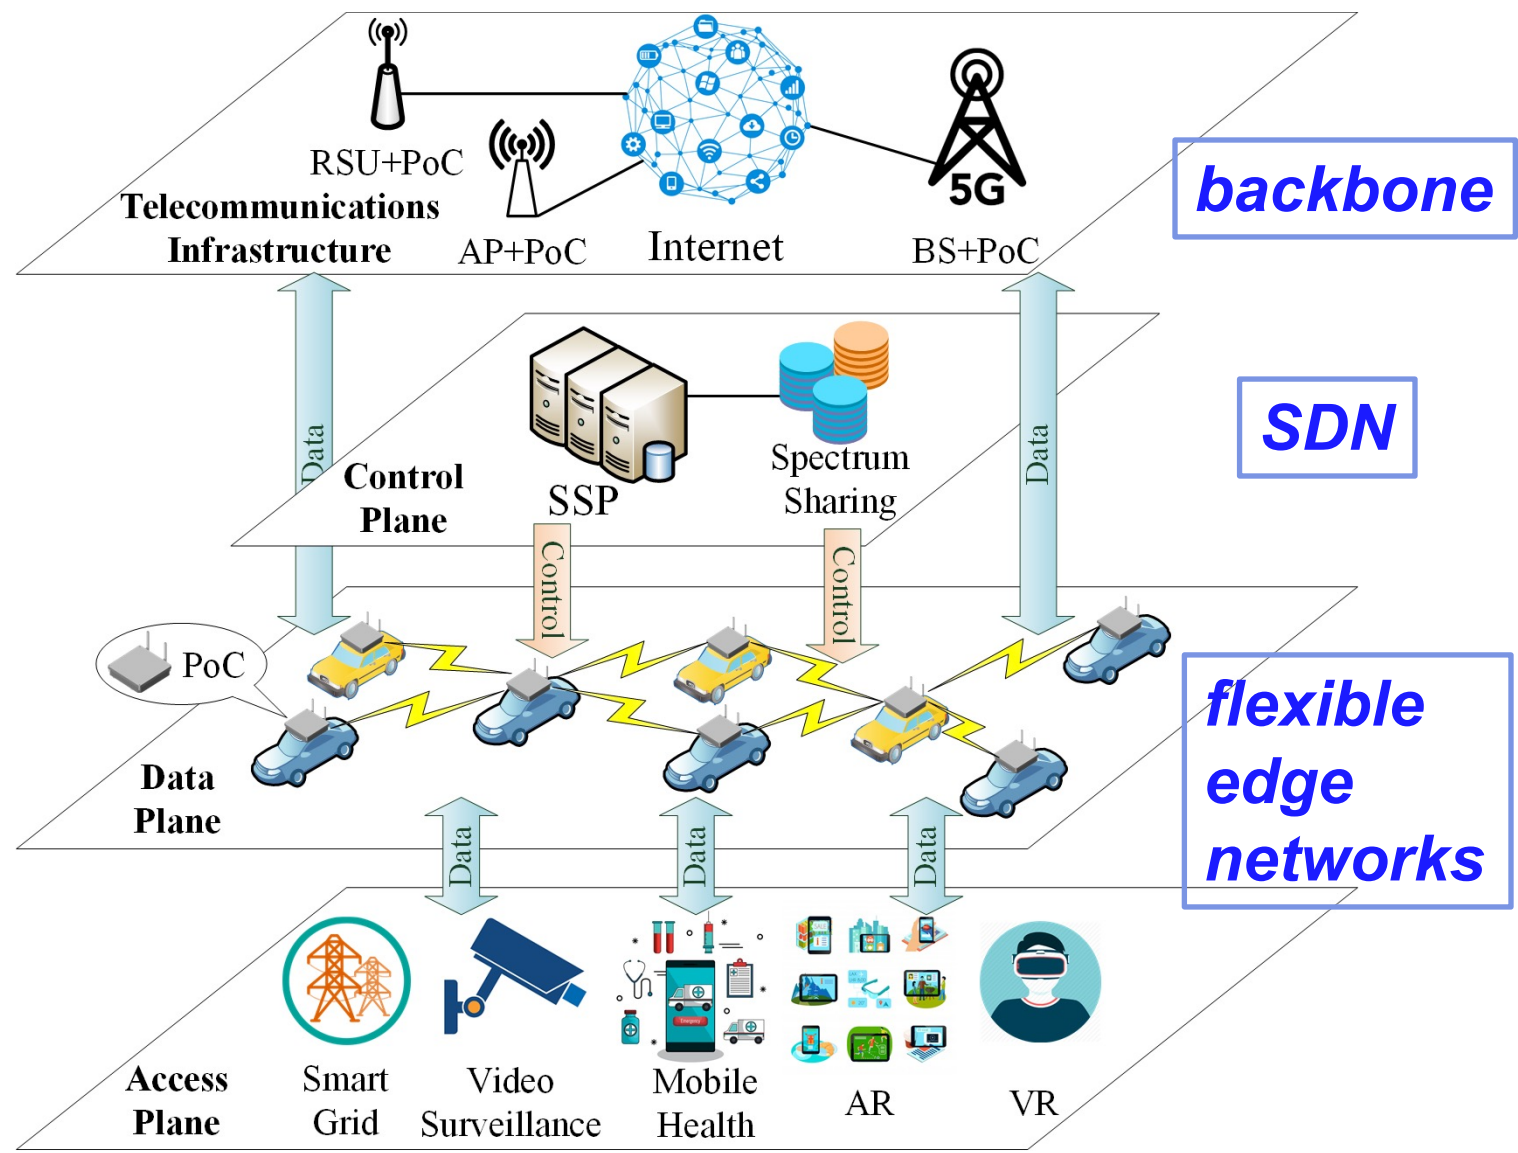 RSU+PoC
Telecommunications
Infrastructure
AP+PoC
Internet
5G
BS+PoC
backbone
Data
Data
Control
Plane
SSP
Spectrum
Sharing
SDN
Control
Control
PoC
Data
Plane
flexible
edge
networks
Data
Data
Data
Access
Plane
Smart
Grid
Video
Surveillance
Mobile
Health
AR
VR